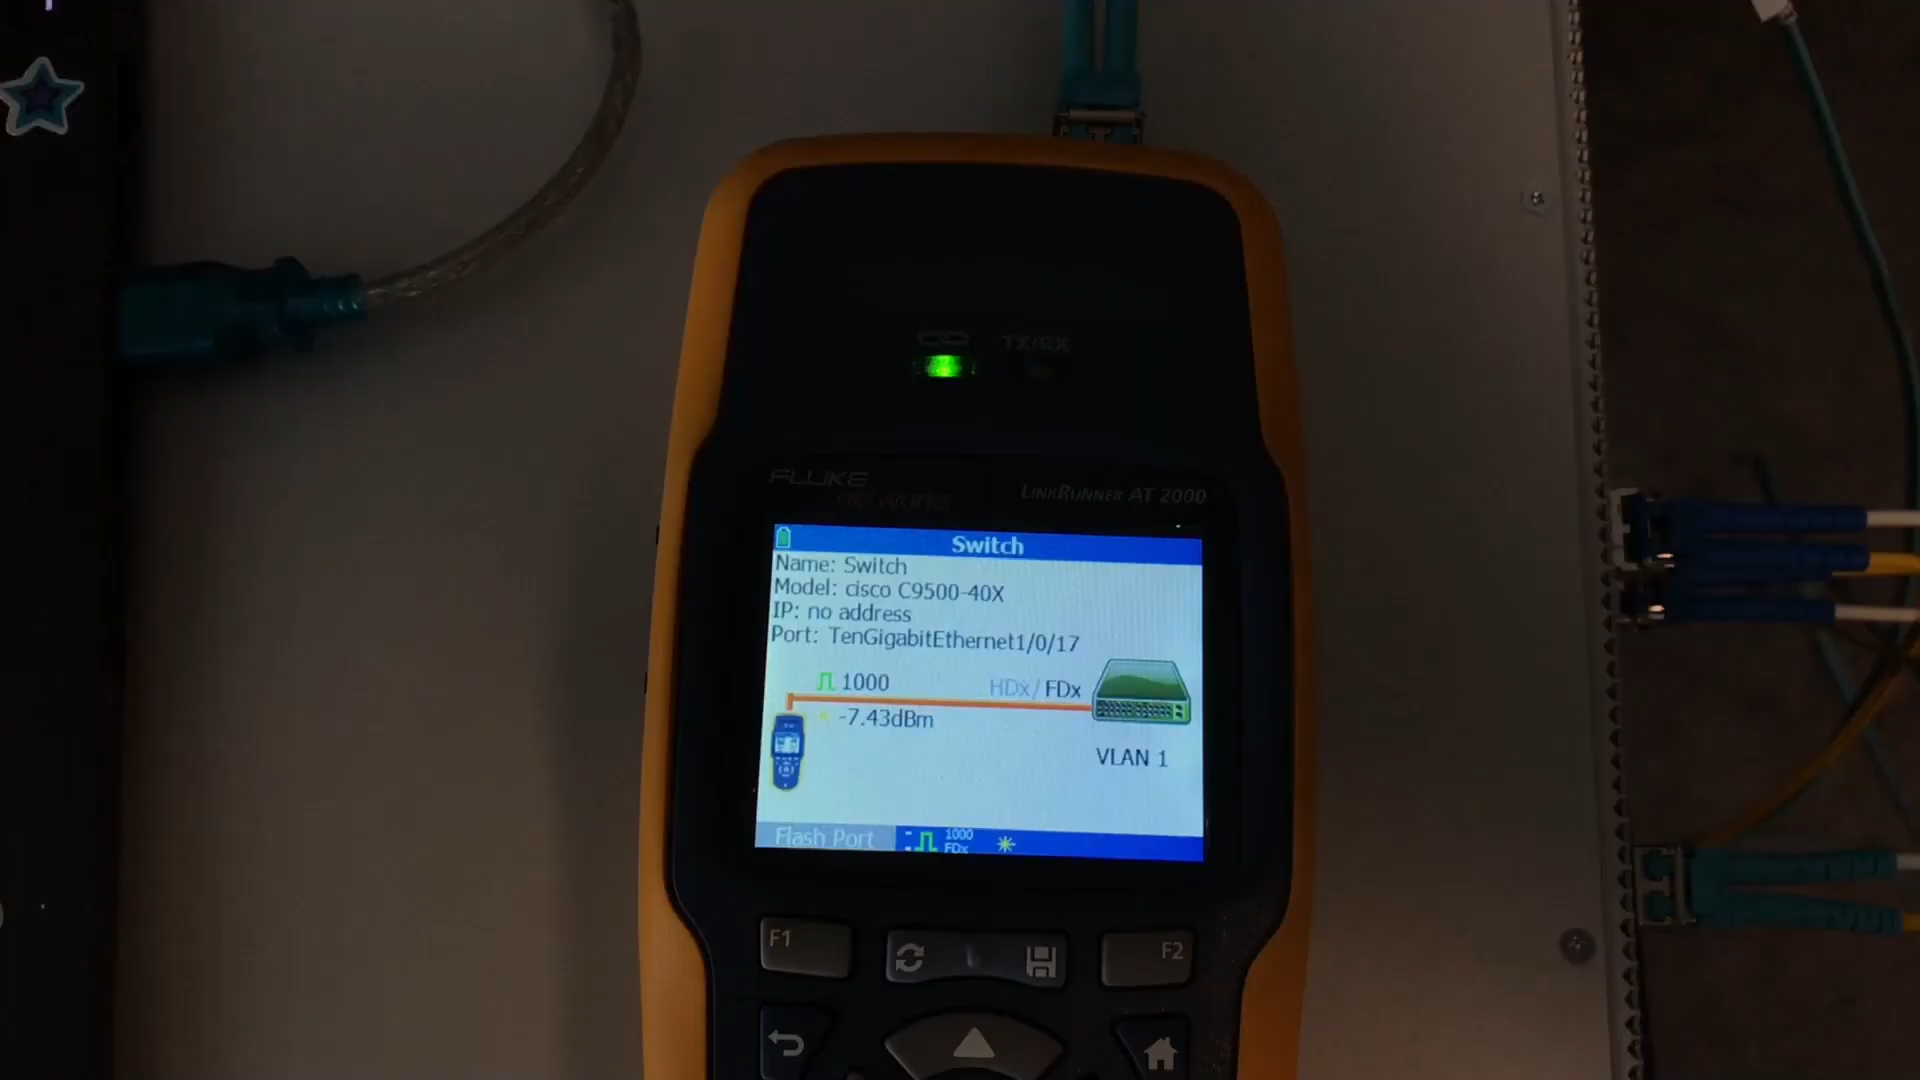 TX/RX
FLUKE
networks
LINKRUNNER AT 2000
Switch
Name: Switch
Model: cisco C9500-40X
IP: no address
Port: TenGigabitEthernet1/0/17
1000
HDx/ FDx
-7.43dBm
VLAN 1
Flash Port
1000
FDx
F1
F2